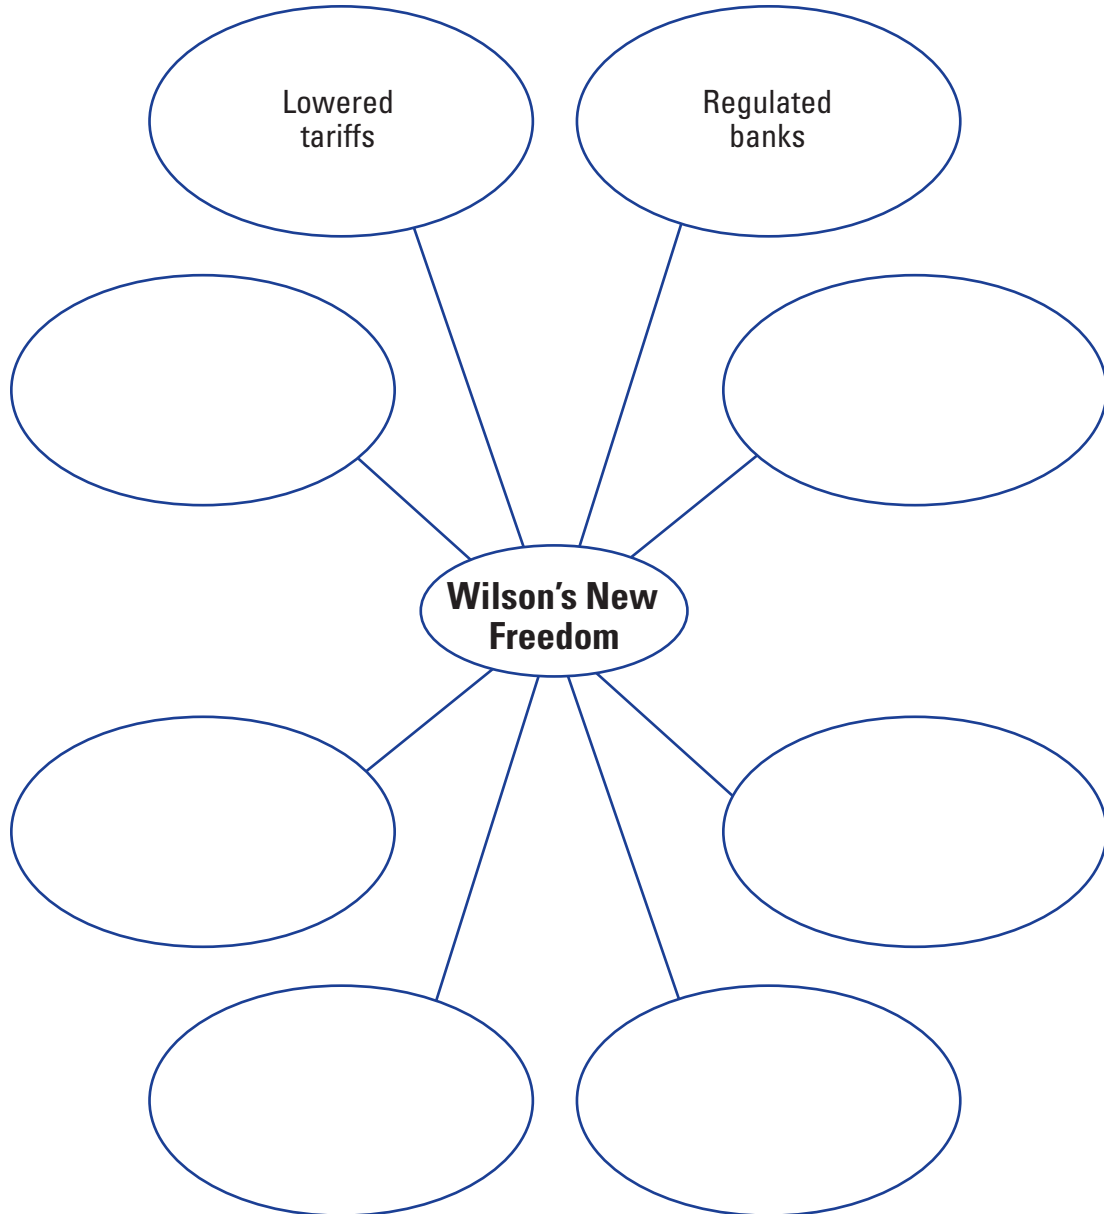 Lowered
tariffs
Regulated
banks
Wilson’s New
Freedom